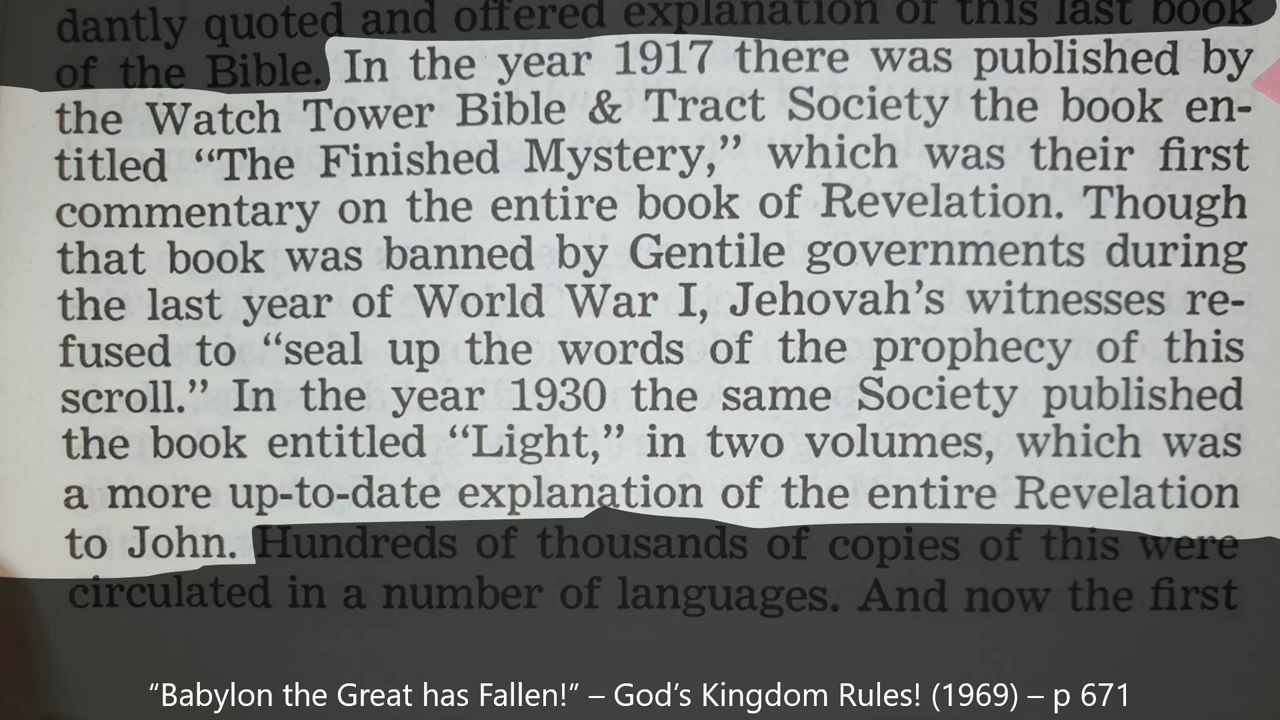 dantly quoted and offered explanation of this last book
of the Bible. In the year 1917 there was published by
the Watch Tower Bible & Tract Society the book en-
titled “The Finished Mystery,” which was their first
commentary on the entire book of Revelation. Though
that book was banned by Gentile governments during
the last year of World War I, Jehovah’s witnesses re-
fused to “seal up the words of the prophecy of this
scroll.” In the year 1930 the same Society published
the book entitled “Light,” in two volumes, which was
a more up-to-date explanation of the entire Revelation
to John. Hundreds of thousands of copies of this were
circulated in a number of languages. And now the first
“Babylon the Great has Fallen!” – God’s Kingdom Rules! (1969) – p 671